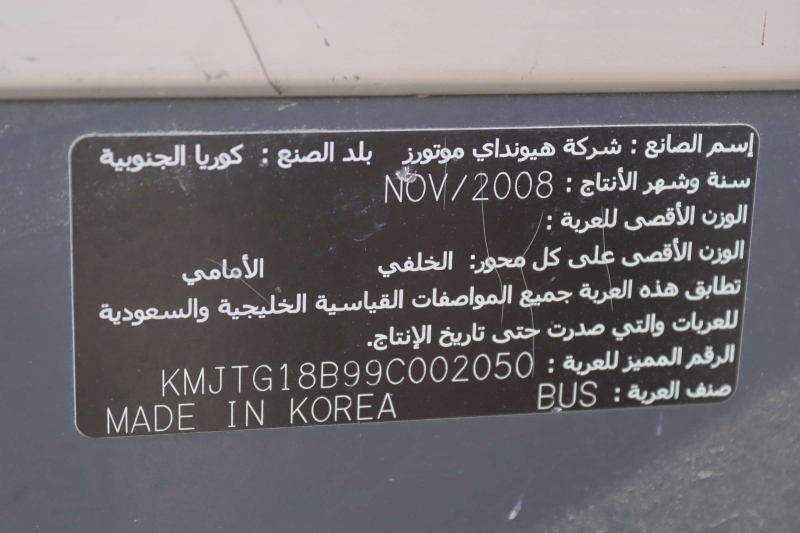 إسم الصانع : شركة هيونداي موتورز بلد الصنع : كوريا الجنوبية
سنة وشهر الأنتاج : NOV/2008
الوزن الأقصى للعربة :
الوزن الأقصى على كل محور: الخلفي الأمامي
تطابق هذه العربة جميع المواصفات القياسية الخليجية والسعودية
للعربات والتي صدرت حتى تاريخ الإنتاج.
الرقم المميز للعربة : KMJTG18B99C002050
صنف العربة : BUS MADE IN KOREA